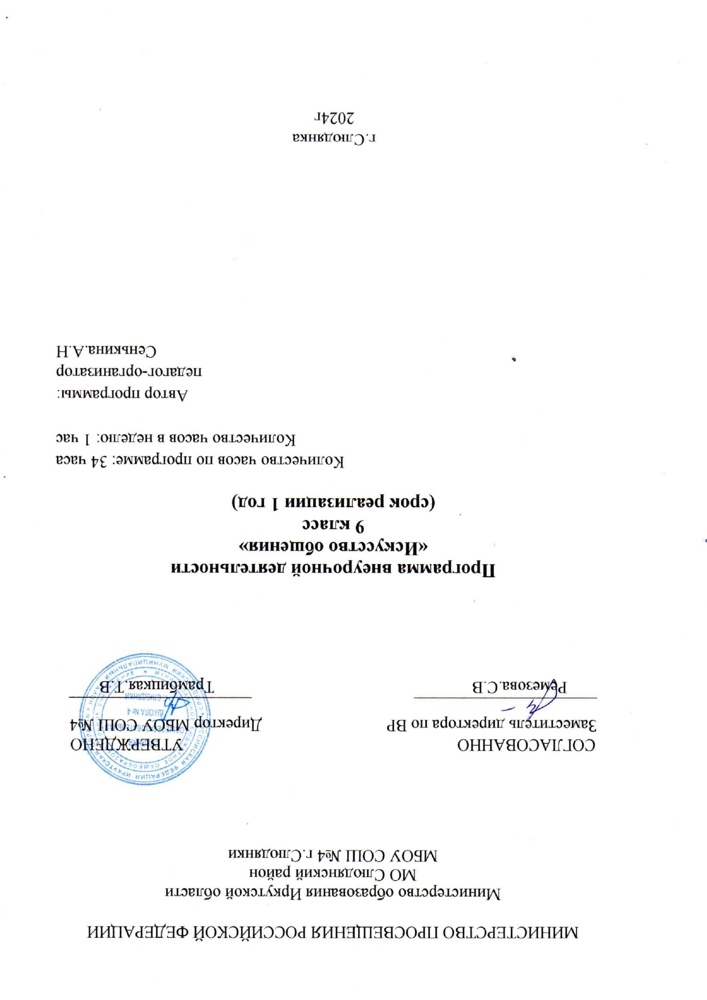 МИНИСТЕРСТВО ПРОСВЕЩЕНИЯ РОССИЙСКОЙ ФЕДЕРАЦИИ
Министерство образования Иркутской области
МО Слюдянский район
МБОУ СОШ №4 г.Слюдянки
СОГЛАСОВАННО
Заместитель директора по ВР
Ремезова.С.В
УТВЕРЖДЕНО
Директор МБОУ СОШ №4
Трамбицкая.Т.В
ШКОЛА № 4
Программа внеурочной деятельности
«Искусство общения»
9 класс
(срок реализации 1 год)
Количество часов по программе: 34 часа
Количество часов в неделю: 1 час
Автор программы:
педагог-организатор
Сенькина.А.Н
г.Слюдянка
2024г